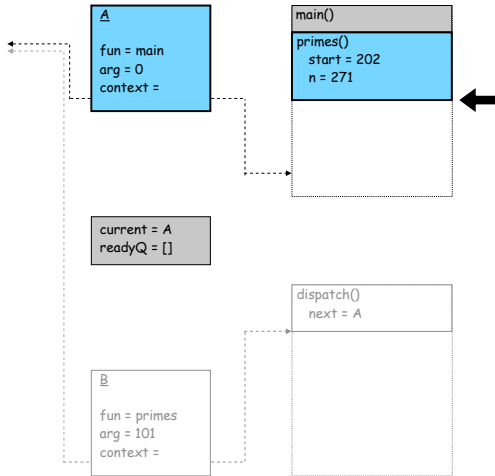 A
fun = main
arg = 0
context =
main()
primes()
start = 202
n = 271
current = A
readyQ = []
dispatch()
next = A
B
fun = primes
arg = 101
context =